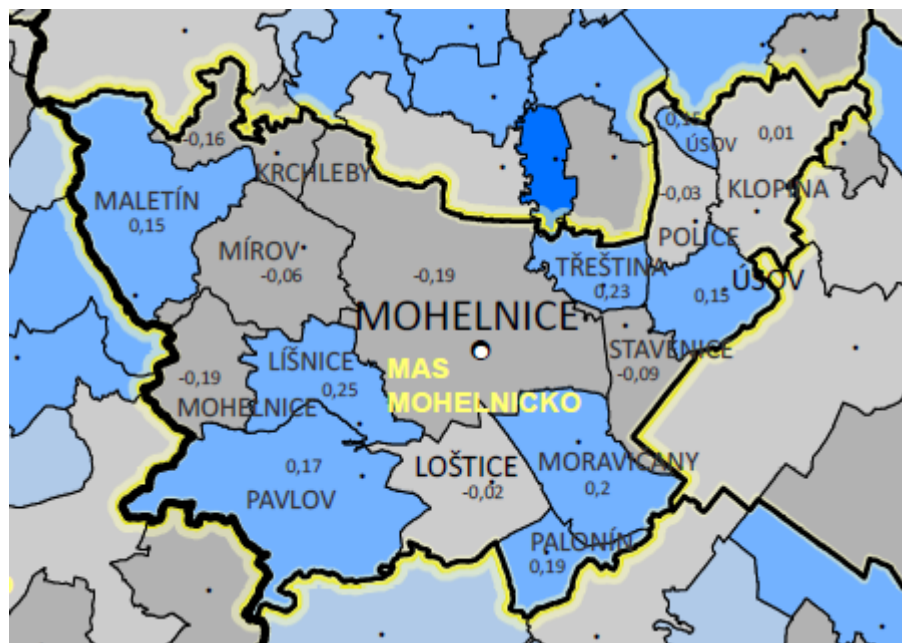 0,15
ÚSOV
0,01
-0,16
KRCHLEBY
MALETÍN
0,15
-0,03
KLOPINA
MÍROV
-0,06
POLICE
-0,19
TŘEŠTINA
0,23
0,15
ÚSOV
MOHELNICE
STAVENICE
-0,09
LÍŠNICE
0,25
MAS
MOHELNICKO
-0,19
MOHELNICE
0,17
PAVLOV
LOŠTICE
-0,02
MORAVIČANY
0,2
PALONÍN
0,19